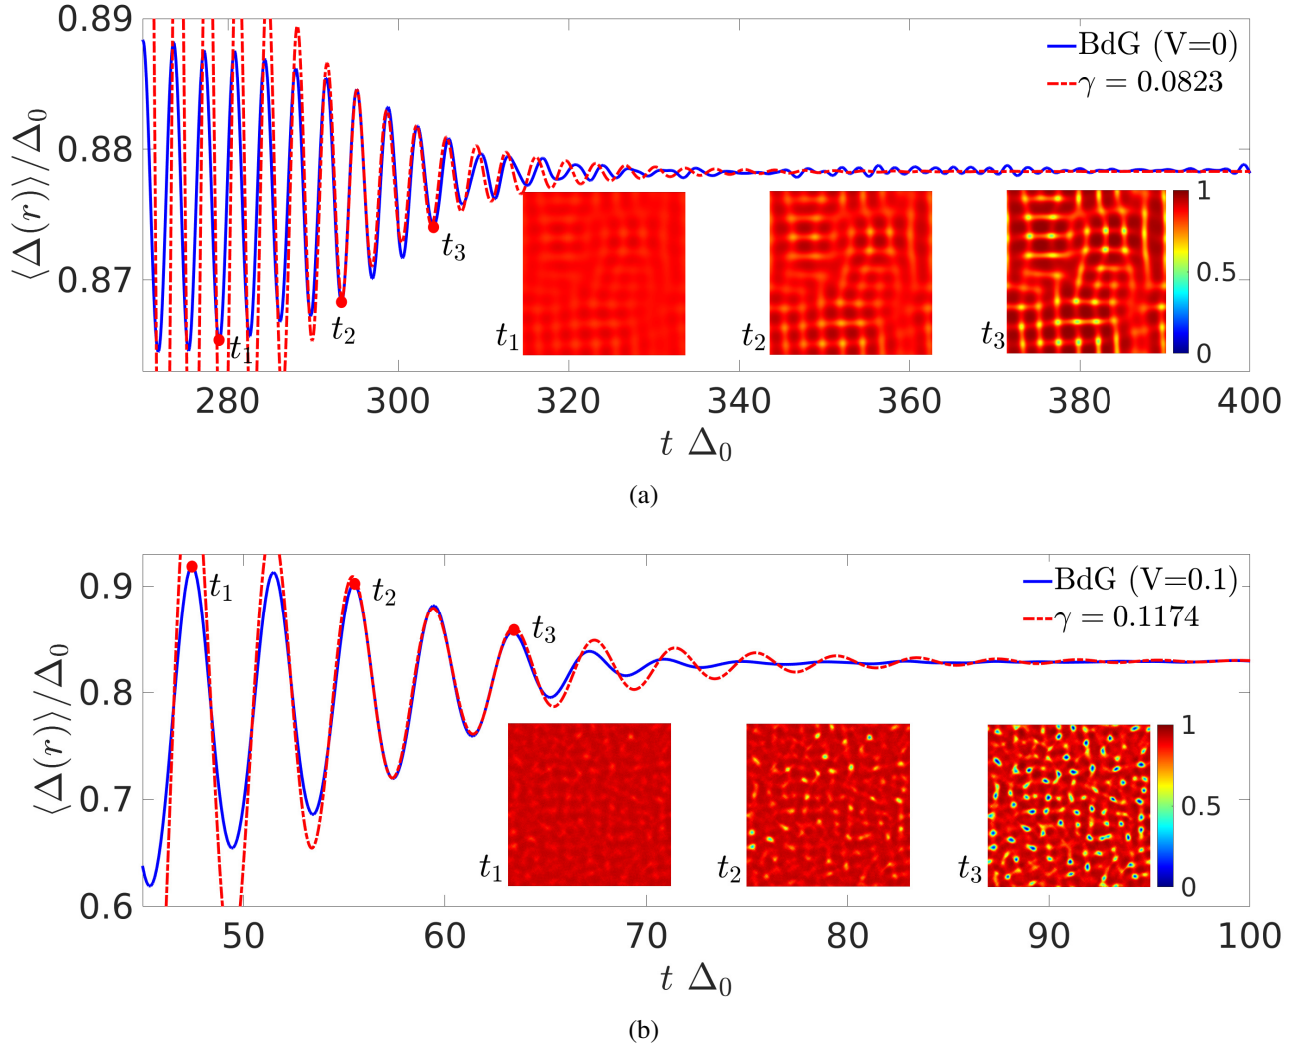 0.89
0.88
0.87
⟨Δ(r)⟩/Δ₀
BdG (V=0)
γ = 0.0823
t₁
t₂
t₃
t₁
t₂
t₃
1
0.5
0
280 300 320 340 360 380 400
t Δ₀
(a)
0.9
0.8
0.7
0.6
⟨Δ(r)⟩/Δ₀
BdG (V=0.1)
γ = 0.1174
t₁
t₂
t₃
t₁
t₂
t₃
1
0.5
0
50 60 70 80 90 100
t Δ₀
(b)